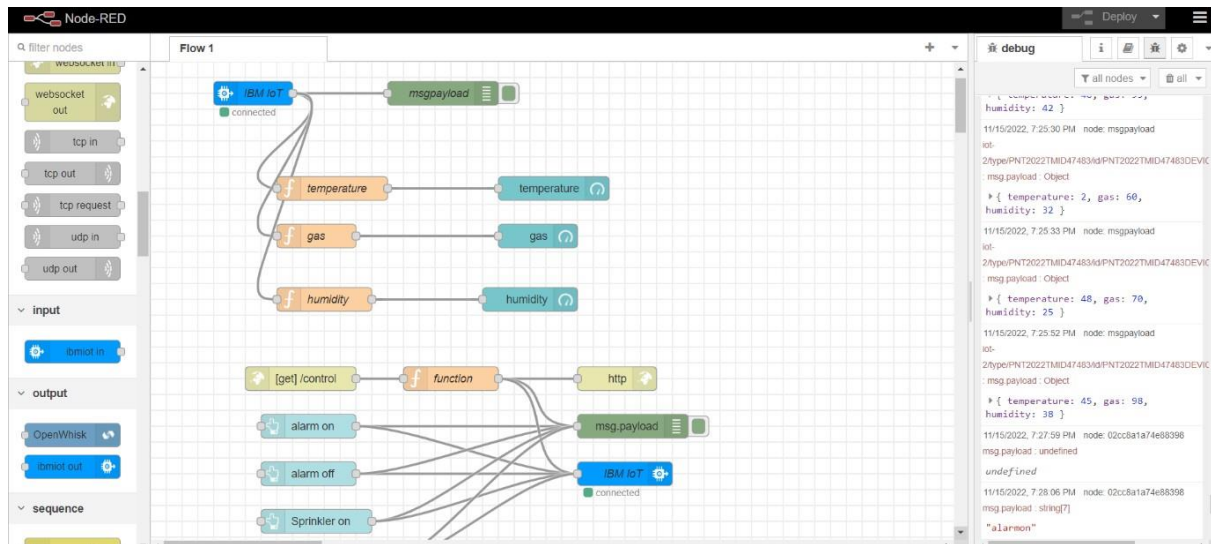 Node-RED
Deploy
filter nodes
websocket in
websocket
out
tcp in
tcp out
tcp request
udp in
udp out
input
ibmiot in
output
OpenWhisk
ibmiot out
sequence
Flow 1
IBM IoT
connected
msgpayload
temperature
temperature
gas
gas
humidity
humidity
[get] /control
function
http
alarm on
msg.payload
alarm off
IBM IoT
connected
Sprinkler on
debug
all nodes
all
humidity: 42 }
11/15/2022, 7:25:30 PM node: msgpayload
iot-
2/type/PNT2022TMID47483/id/PNT2022TMID47483DEVIC
: msg.payload : Object
{ temperature: 2, gas: 60,
humidity: 32 }
11/15/2022, 7:25:33 PM node: msgpayload
iot-
2/type/PNT2022TMID47483/id/PNT2022TMID47483DEVIC
: msg.payload : Object
{ temperature: 48, gas: 70,
humidity: 25 }
11/15/2022, 7:25:52 PM node: msgpayload
iot-
2/type/PNT2022TMID47483/id/PNT2022TMID47483DEVIC
: msg.payload : Object
{ temperature: 45, gas: 98,
humidity: 38 }
11/15/2022, 7:27:59 PM node: 02cc8a1a74e88398
msg.payload : undefined
undefined
11/15/2022, 7:28:06 PM node: 02cc8a1a74e88398
msg.payload : string[7]
"alarmon"